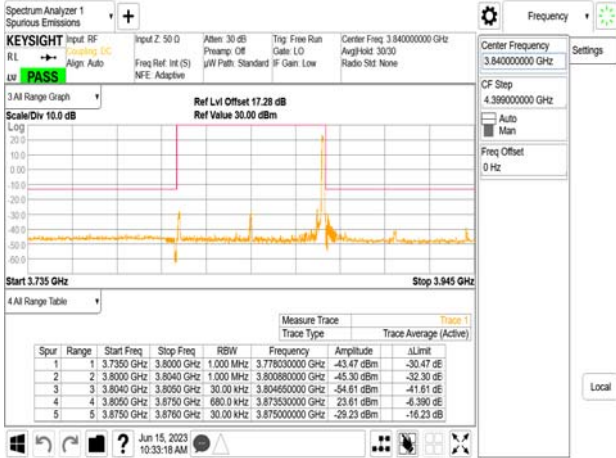 Spectrum Analyzer 1
Spurious Emissions
Frequency
KEYSIGHT Input: RF Input Z: 50 Ω Atten: 30 dB Trig: Free Run Center Freq: 3.840000000 GHz
Coupling: DC Preamp: Off Gate: LO Avg|Hold: 30/30
RL Align: Auto Freq Ref: Int (S) µW Path: Standard IF Gain: Low Radio Std: None
NFE: Adaptive
PASS
Center Frequency
3.840000000 GHz
Settings
CF Step
4.399000000 GHz
Auto
Man
Freq Offset
0 Hz
Local
3 All Range Graph
Ref Lvl Offset 17.28 dB
Scale/Div 10.0 dB Ref Value 30.00 dBm
Log
20.0
10.0
0.00
-10.0
-20.0
-30.0
-40.0
-50.0
-60.0
Start 3.735 GHz Stop 3.945 GHz
4 All Range Table
Measure Trace Trace 1
Trace Type Trace Average (Active)
Spur Range Start Freq Stop Freq RBW Frequency Amplitude ΔLimit
1 1 3.7350 GHz 3.8000 GHz 1.000 MHz 3.778030000 GHz -43.47 dBm -30.47 dB
2 2 3.8000 GHz 3.8040 GHz 1.000 MHz 3.800880000 GHz -45.30 dBm -32.30 dB
3 3 3.8040 GHz 3.8050 GHz 30.00 kHz 3.804650000 GHz -54.61 dBm -41.61 dB
4 4 3.8050 GHz 3.8750 GHz 680.0 kHz 3.873530000 GHz 23.61 dBm -6.390 dB
5 5 3.8750 GHz 3.8760 GHz 30.00 kHz 3.875000000 GHz -29.23 dBm -16.23 dB
?
Jun 15, 2023
10:33:18 AM